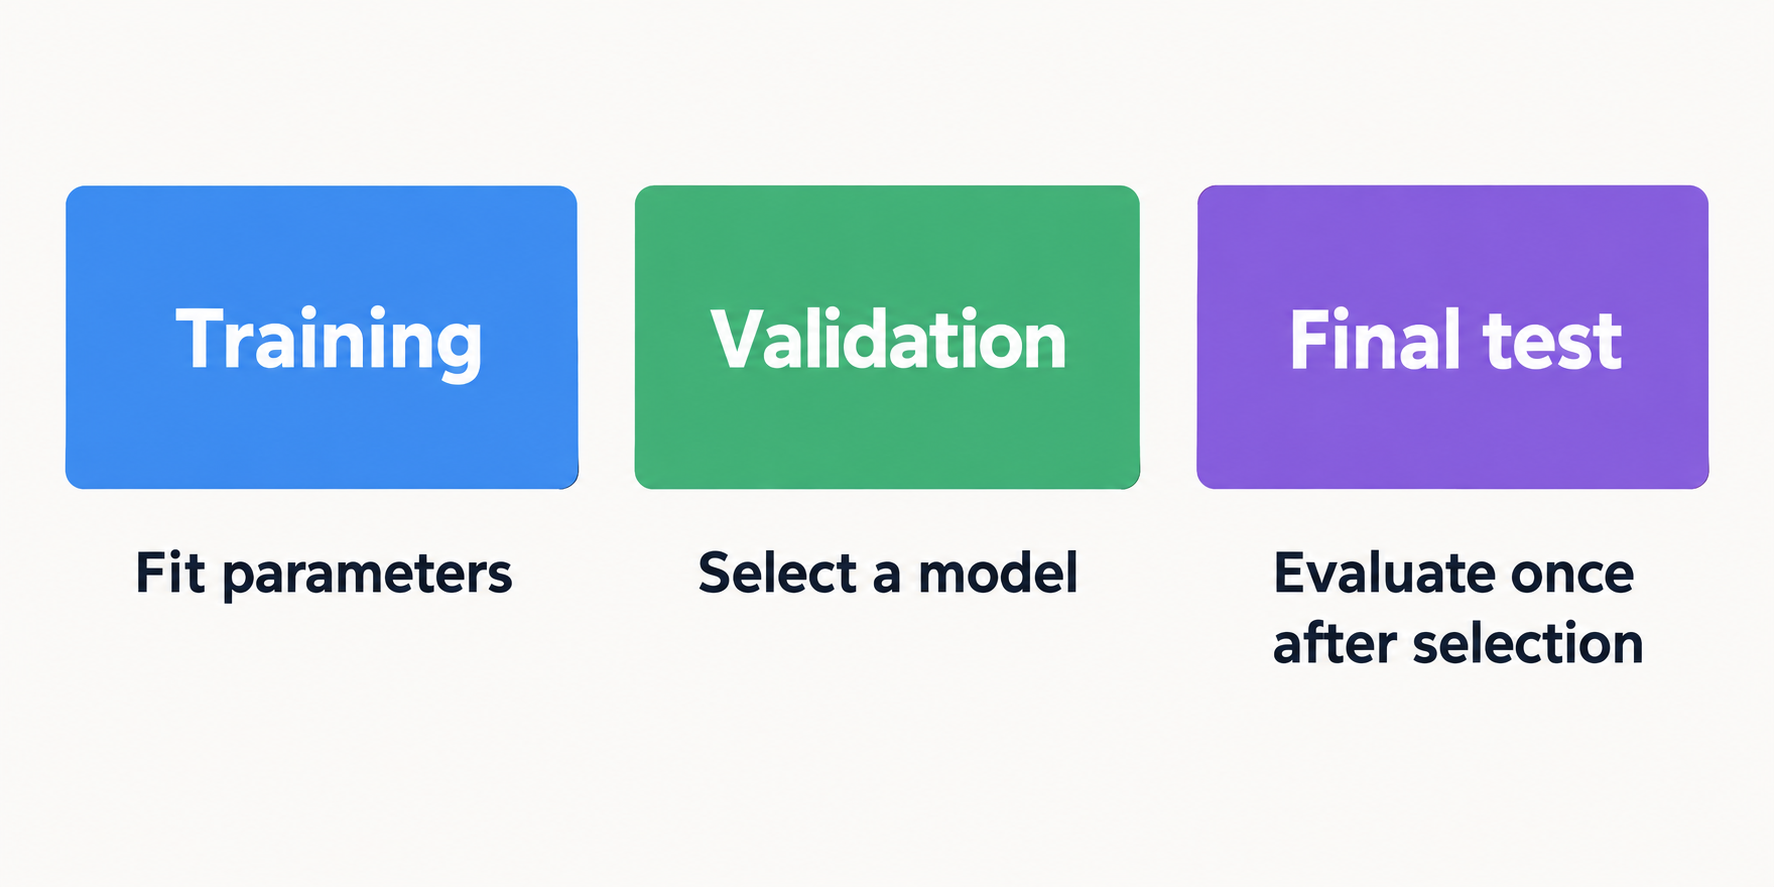 Training
Validation
Final test
Fit parameters
Select a model
Evaluate once
after selection